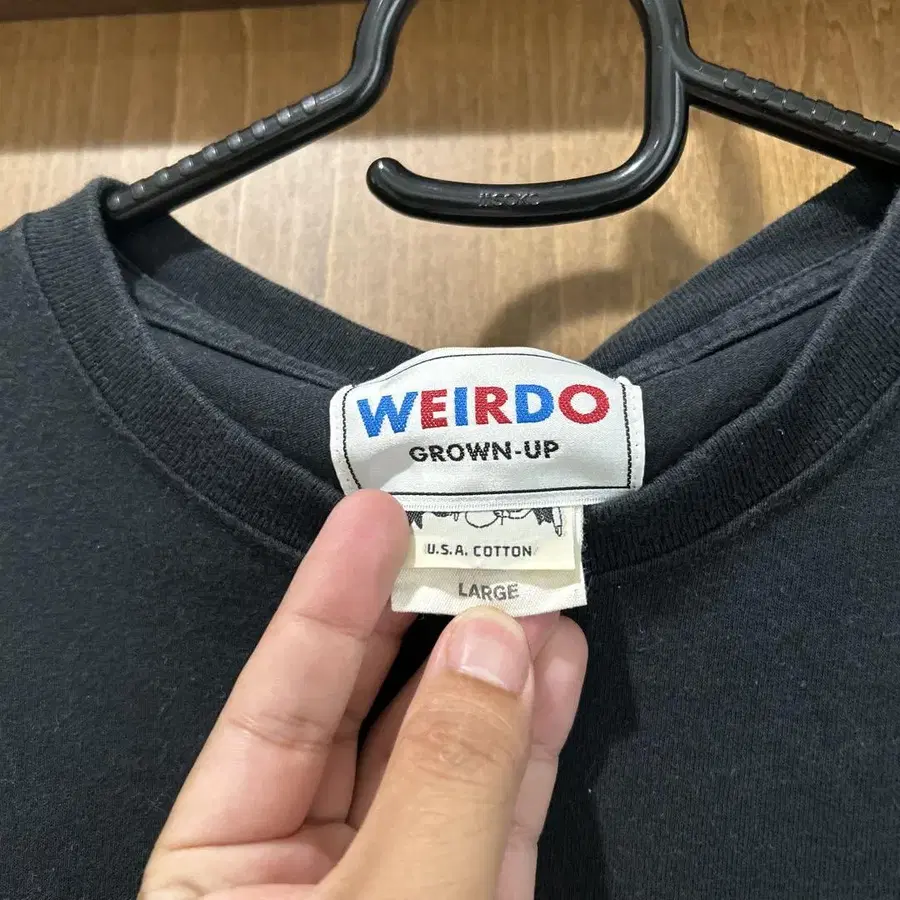 WEIRDO
GROWN-UP
U.S.A. COTTON
LARGE